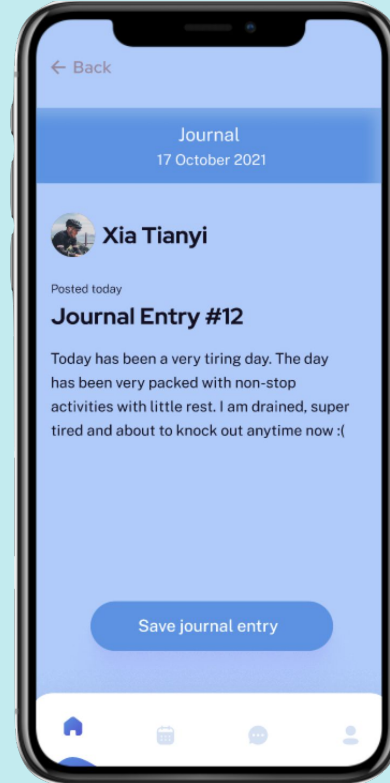 ← Back
Journal
17 October 2021
Xia Tianyi
Posted today
Journal Entry #12
Today has been a very tiring day. The day
has been very packed with non-stop
activities with little rest. I am drained, super
tired and about to knock out anytime now :(
Save journal entry